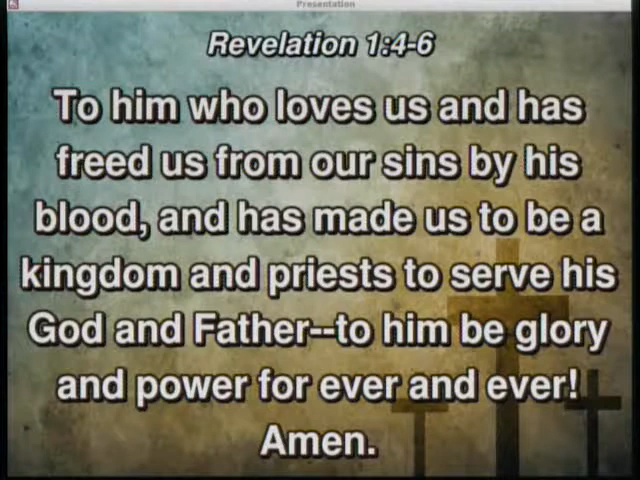 Presentation
Revelation 1:4-6
To him who loves us and has
freed us from our sins by his
blood, and has made us to be a
kingdom and priests to serve his
God and Father--to him be glory
and power for ever and ever!
Amen.